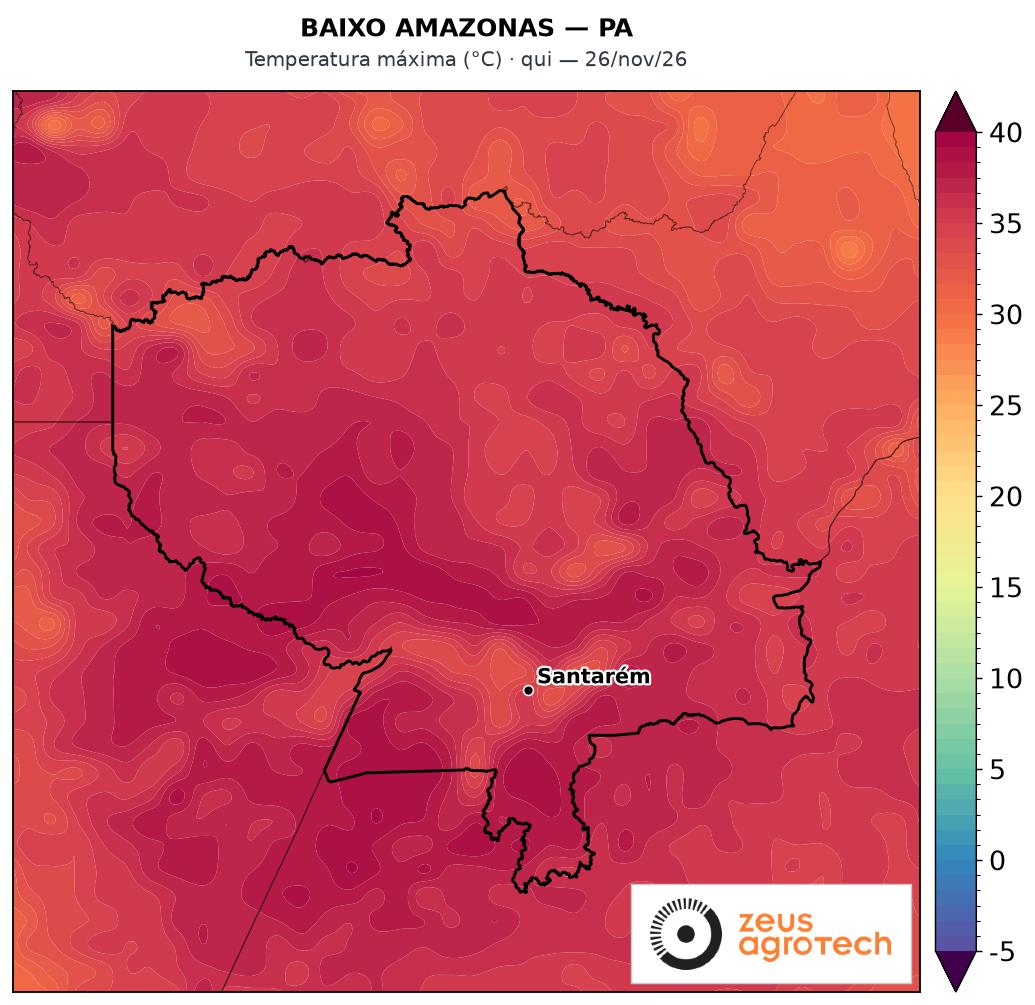 BAIXO AMAZONAS — PA
Temperatura máxima (°C) · qui — 26/nov/26
40
35
30
25
20
15
10
5
0
-5
Santarém
zeus
agrotech